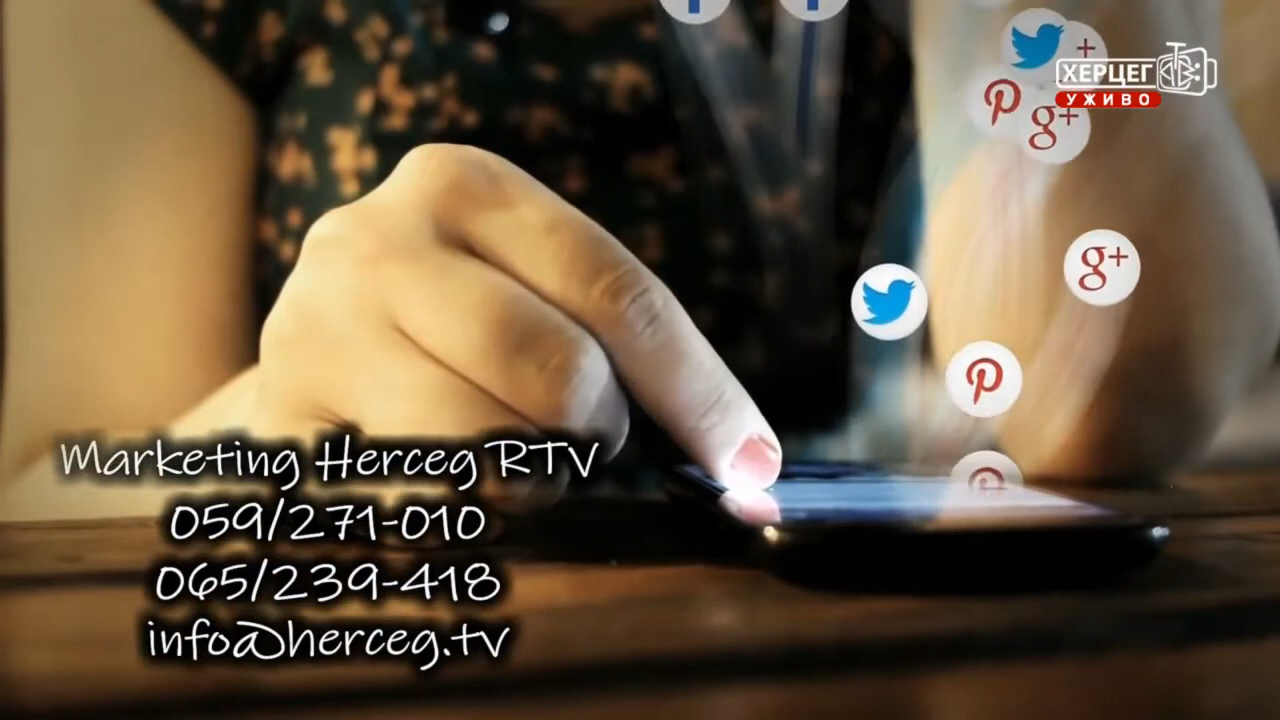 ХЕРЦЕГ
УЖИВО
g+
g+
Marketing Herceg RTV
059/271-010
065/239-418
info@herceg.tv